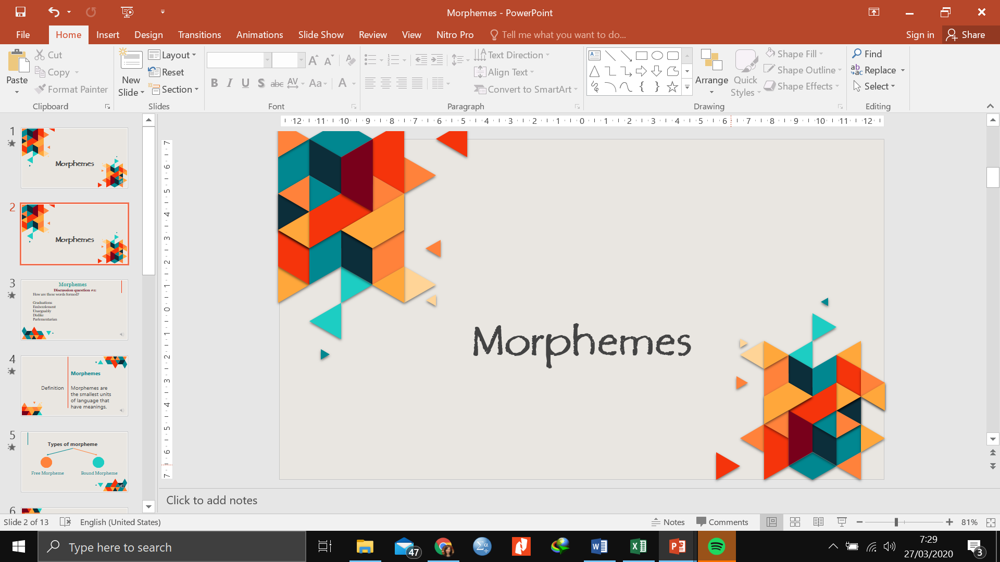 Morphemes - PowerPoint
File Home Insert Design Transitions Animations Slide Show Review View Nitro Pro Tell me what you want to do... Sign in Share
Paste
Cut
Copy
Format Painter
Clipboard
New
Slide
Layout
Reset
Section
Slides
B I U S abc AV Aa A
Font
Text Direction
Align Text
Convert to SmartArt
Paragraph
Arrange
Quick
Styles
Shape Fill
Shape Outline
Shape Effects
Drawing
Find
Replace
Select
Editing
12 11 10 9 8 7 6 5 4 3 2 1 0 1 2 3 4 5 6 7 8 9 10 11 12
7 6 5 4 3 2 1 0 1 2 3 4 5 6 7
1
Morphemes
2
Morphemes
3
Morphemes
Discussion question #1:
How are these words formed?
Graduations
Embezzlement
Unarguably
Dislike
Parlementarian
4
Morphemes
Definition
Morphemes are
the smallest units
of language that
have meanings.
5
Types of morpheme
Free Morpheme Bound Morpheme
6
Morphemes
Click to add notes
Slide 2 of 13 English (United States) Notes Comments 81%
Type here to search
47
7:29
27/03/2020
3